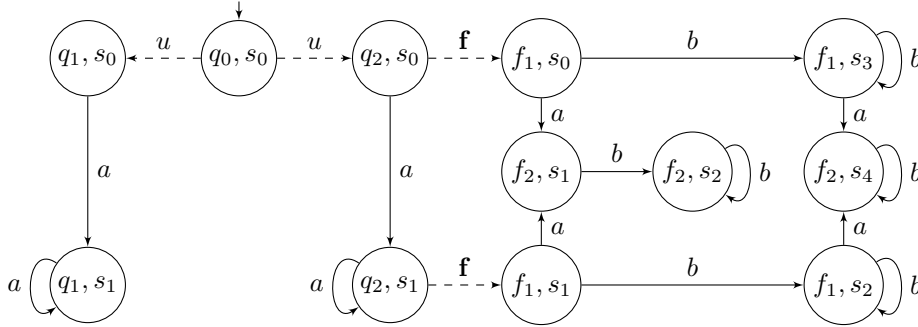 q₁, s₀ u q₀, s₀ u q₂, s₀ f f₁, s₀ b f₁, s₃ b
a a a a
f₂, s₁ b f₂, s₂ b f₂, s₄ b
a a
a q₁, s₁ a q₂, s₁ f f₁, s₁ b f₁, s₂ b